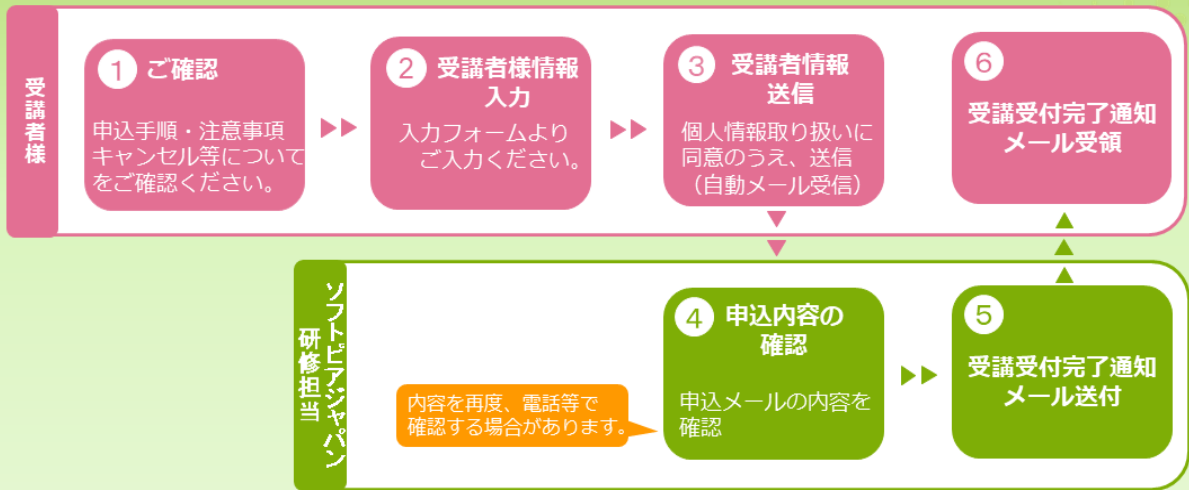 受講者様
① ご確認
申込手順・注意事項
キャンセル等について
をご確認ください。
② 受講者様情報
入力
入力フォームより
ご入力ください。
③ 受講者情報
送信
個人情報取り扱いに
同意のうえ、送信
（自動メール受信）
⑥
受講受付完了通知
メール受領
ソフトピアジャパン
研修担当
内容を再度、電話等で
確認する場合があります。
④ 申込内容の
確認
申込メールの内容を
確認
⑤
受講受付完了通知
メール送付